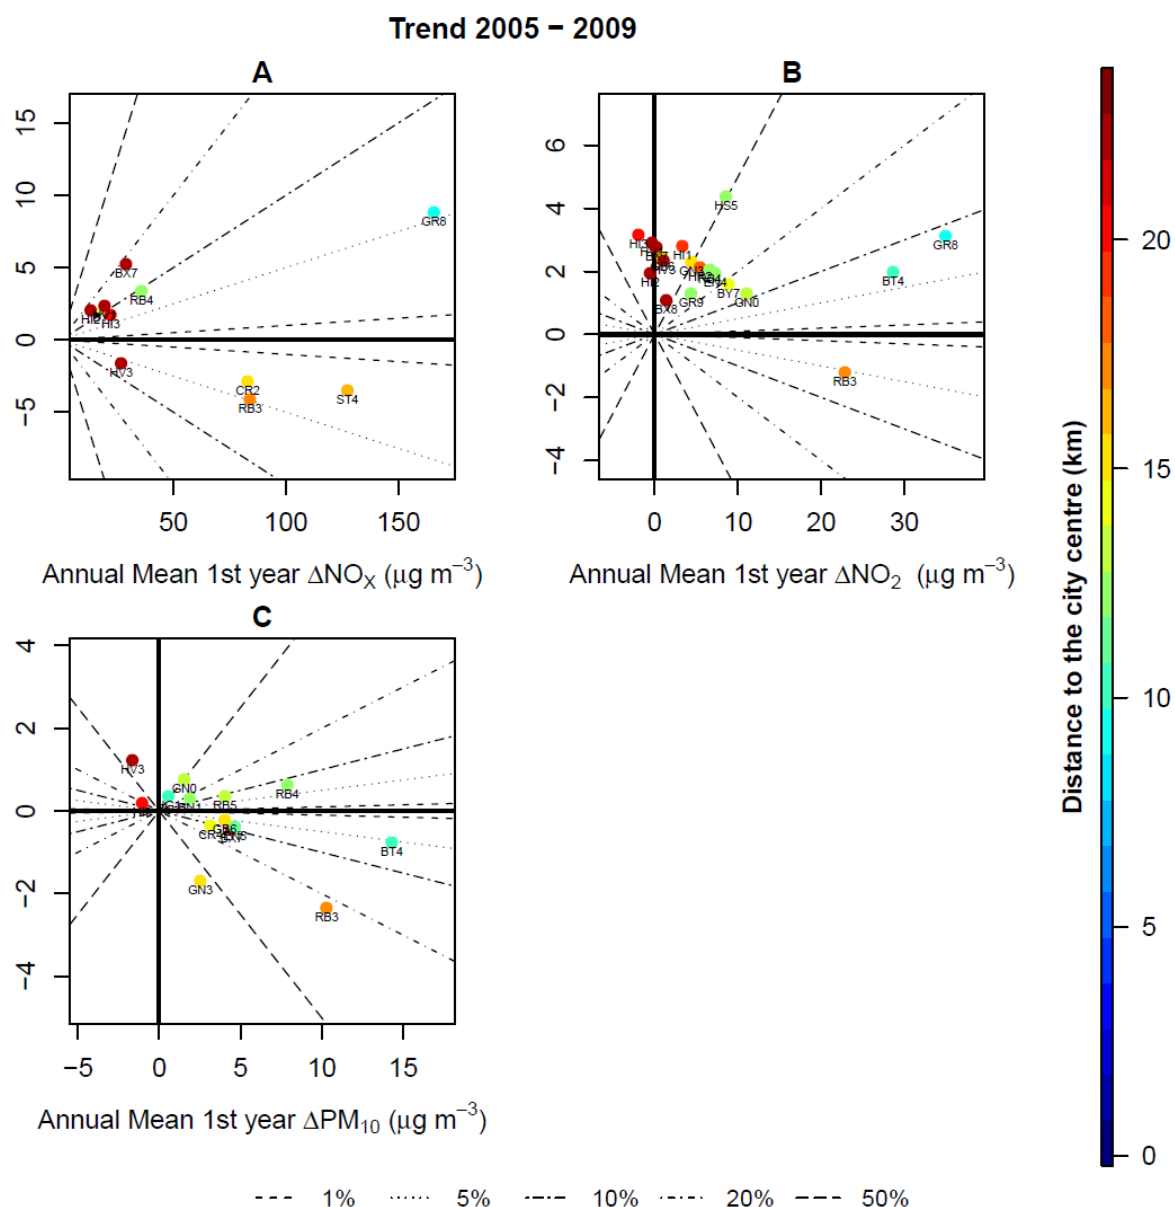 Trend 2005 − 2009
A
15
10
5
0
−5
GR8
BX7
RB4
HI3
HV3
CR2
RB3
ST4
50 100 150
Annual Mean 1st year ΔNOX (μg m−3)
B
6
4
2
0
−2
−4
HS5
GR8
HI3
HI1
BT4
HI2
BY7
GR9
GN0
BX8
RB3
0 10 20 30
Annual Mean 1st year ΔNO2 (μg m−3)
C
4
2
0
−2
−4
HV3
GN0
RB5
RB4
BT4
GN3
RB3
−5 0 5 10 15
Annual Mean 1st year ΔPM10 (μg m−3)
Distance to the city centre (km)
20
15
10
5
0
1% 5% 10% 20% 50%